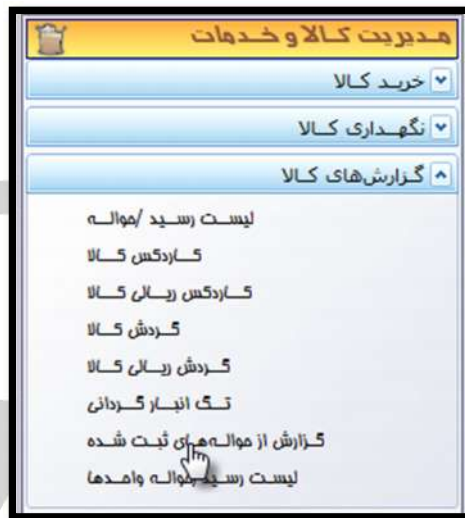 مدیریت کالا و خدمات
خرید کالا
نگهداری کالا
گزارش‌های کالا
لیست رسید /حواله
کاردکس کالا
کاردکس ریالی کالا
گردش کالا
گردش ریالی کالا
تگ انبار گردانی
گزارش از حواله‌های ثبت شده
لیست رسید /حواله واحدها